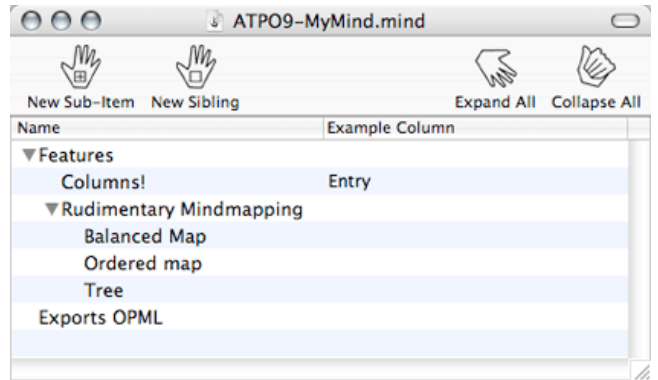 ATPO9-MyMind.mind
New Sub-Item New Sibling Expand All Collapse All
Name Example Column
Features
Columns! Entry
Rudimentary Mindmapping
Balanced Map
Ordered map
Tree
Exports OPML